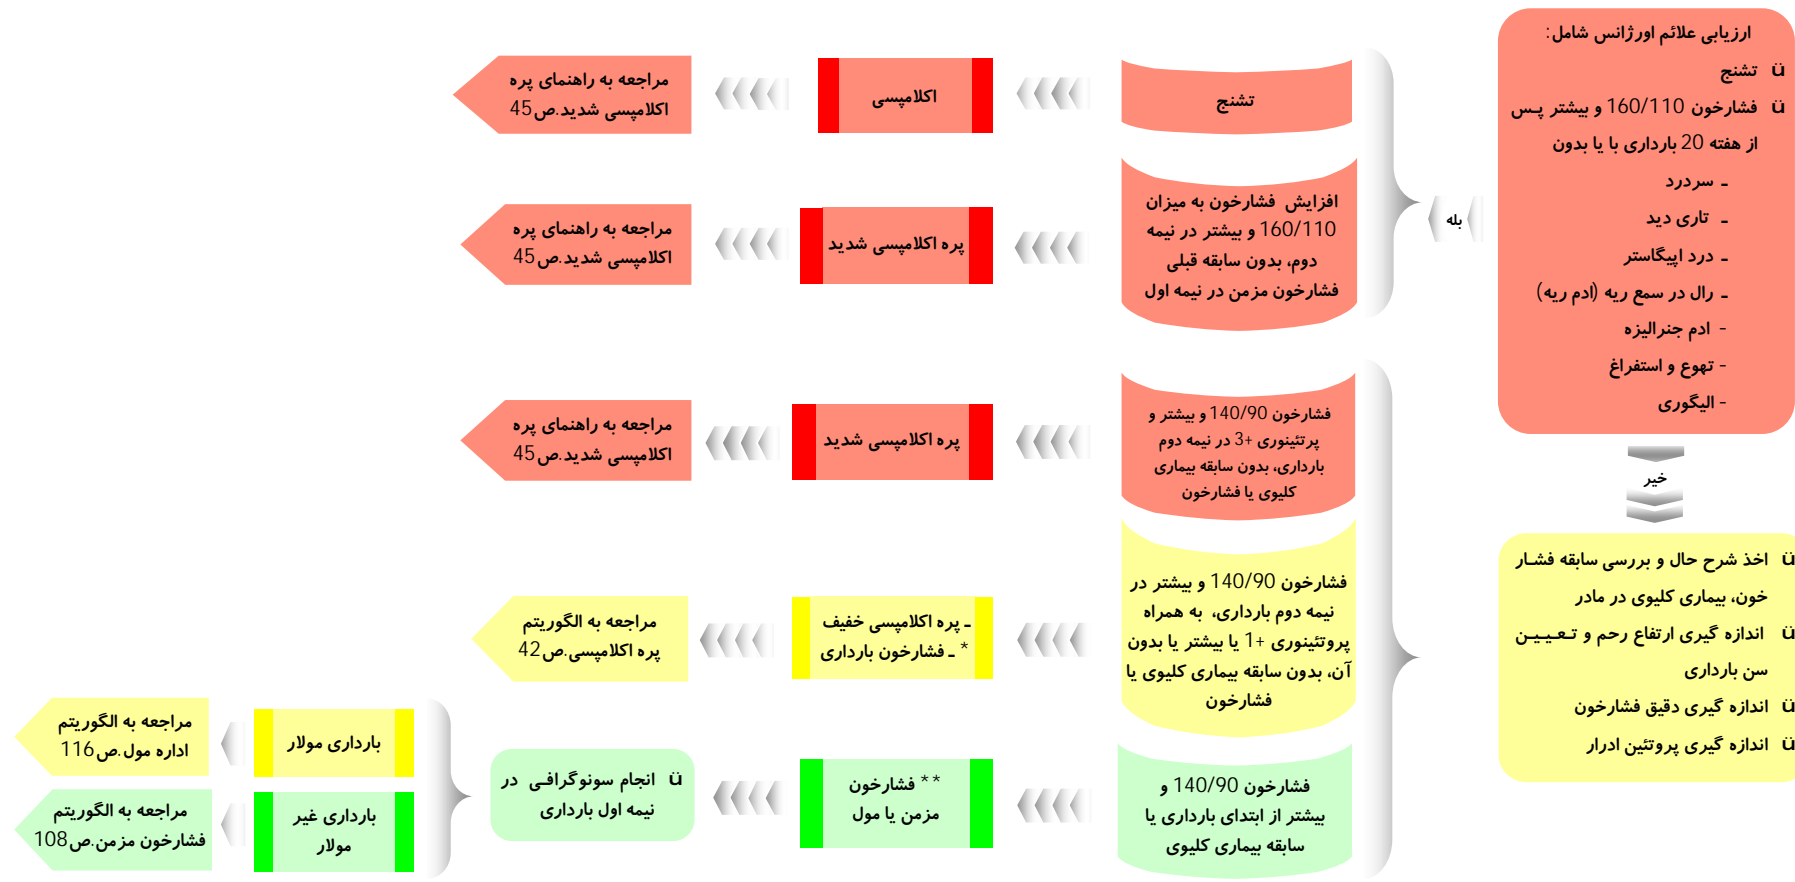 ارزیابی علائم اورژانس شامل:
ü تشنج
ü فشارخون 160/110 و بیشتر پس
از هفته 20 بارداری با یا بدون
- سردرد
- تاری دید
- درد اپیگاستر
- رال در سمع ریه (ادم ریه)
- ادم جنرالیزه
- تهوع و استفراغ
- الیگوری
بله
تشنج
اکلامپسی
مراجعه به راهنمای پره
اکلامپسی شدید.ص45
افزایش فشارخون به میزان
160/110 و بیشتر در نیمه
دوم، بدون سابقه قبلی
فشارخون مزمن در نیمه اول
پره اکلامپسی شدید
مراجعه به راهنمای پره
اکلامپسی شدید.ص45
خیر
ü اخذ شرح حال و بررسی سابقه فشار
خون، بیماری کلیوی در مادر
ü اندازه گیری ارتفاع رحم و تعیین
سن بارداری
ü اندازه گیری دقیق فشارخون
ü اندازه گیری پروتئین ادرار
فشارخون 140/90 و بیشتر و
پرتئینوری +3 در نیمه دوم
بارداری، بدون سابقه بیماری
کلیوی یا فشارخون
پره اکلامپسی شدید
مراجعه به راهنمای پره
اکلامپسی شدید.ص45
فشارخون 140/90 و بیشتر در
نیمه دوم بارداری، به همراه
پروتئینوری +1 یا بیشتر یا بدون
آن، بدون سابقه بیماری کلیوی یا
فشارخون
- پره اکلامپسی خفیف
* - فشارخون بارداری
مراجعه به الگوریتم
پره اکلامپسی.ص42
فشارخون 140/90 و
بیشتر از ابتدای بارداری یا
سابقه بیماری کلیوی
** فشارخون
مزمن یا مول
ü انجام سونوگرافی در
نیمه اول بارداری
بارداری مولار
مراجعه به الگوریتم
اداره مول.ص116
بارداری غیر
مولار
مراجعه به الگوریتم
فشارخون مزمن.ص108